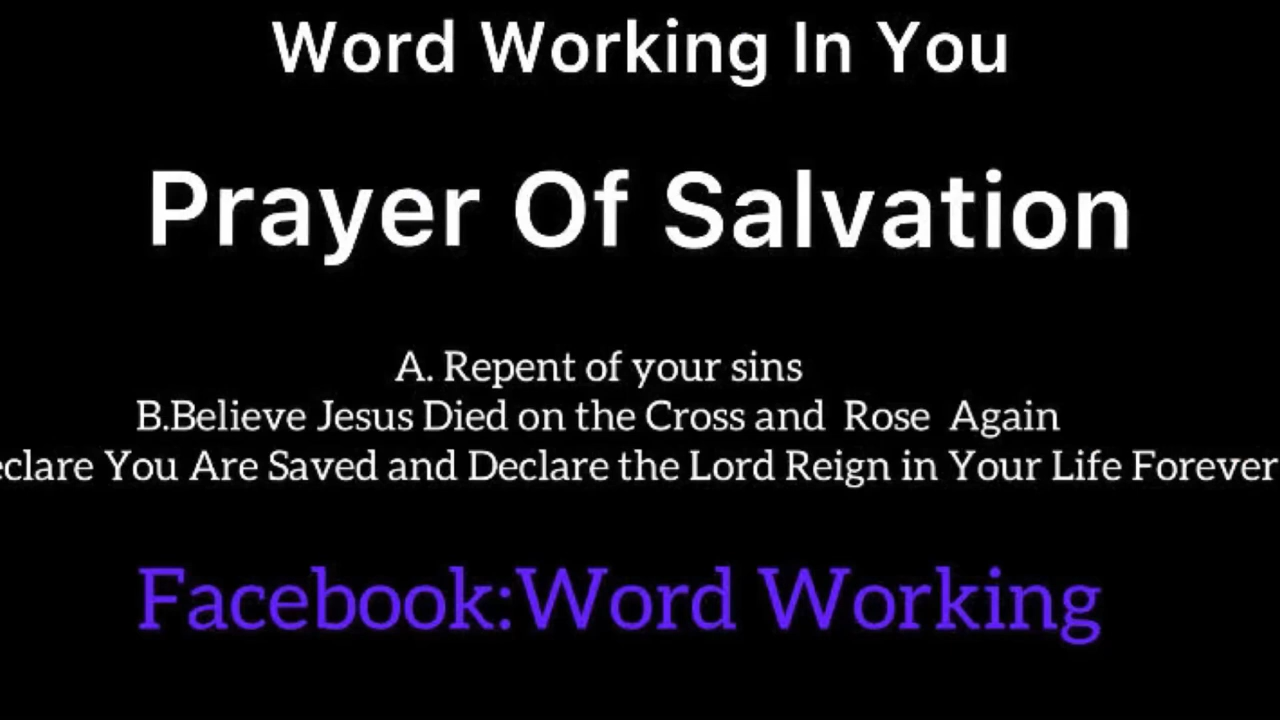 Word Working In You
Prayer Of Salvation
A. Repent of your sins
B.Believe Jesus Died on the Cross and Rose Again
You Are Saved and Declare the Lord Reign in Your Life Forever
Facebook:Word Working